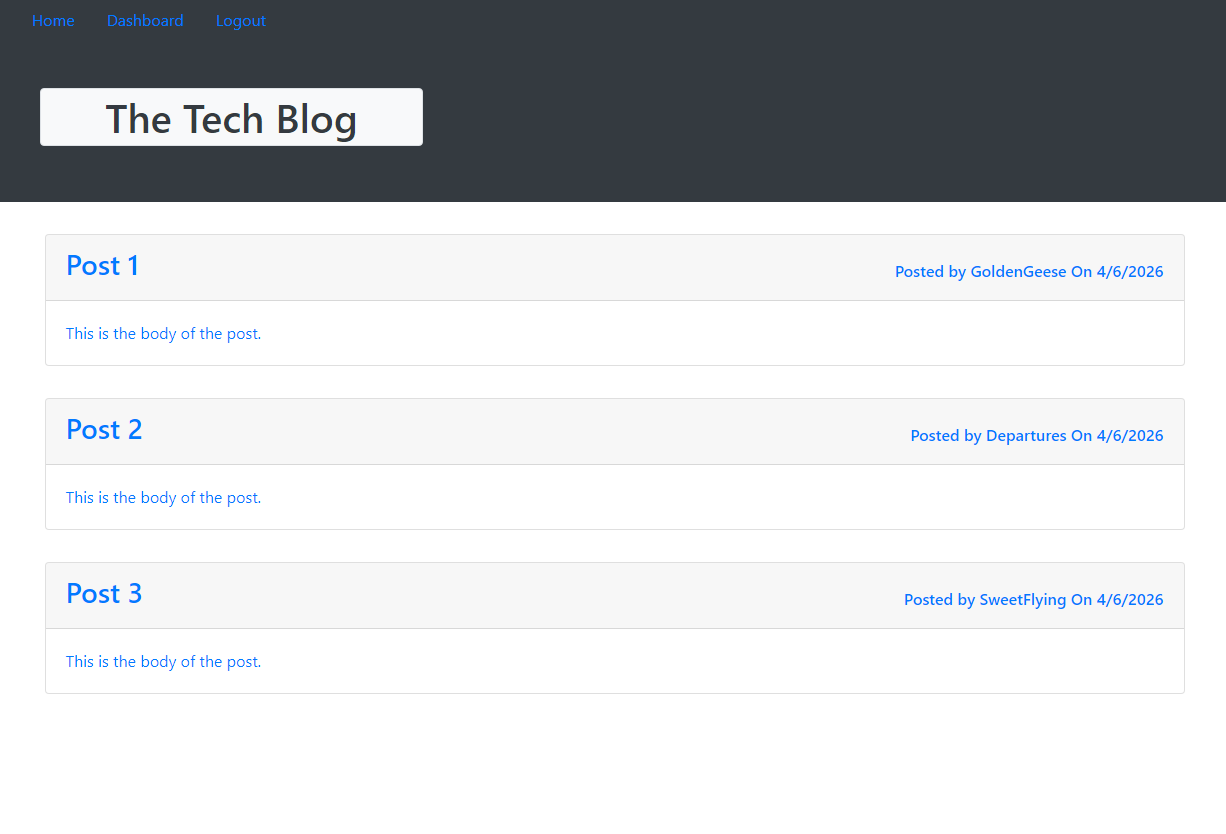 Home Dashboard Logout
The Tech Blog
Post 1 Posted by GoldenGeese On 4/6/2026
This is the body of the post.
Post 2 Posted by Departures On 4/6/2026
This is the body of the post.
Post 3 Posted by SweetFlying On 4/6/2026
This is the body of the post.